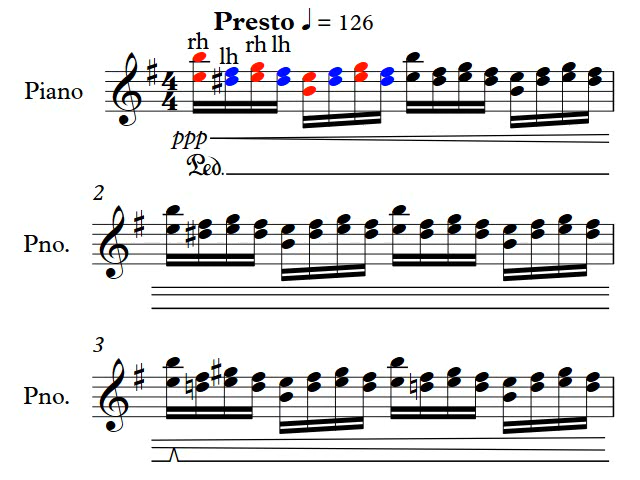 Presto ♩ = 126
rh lh rh lh
Piano
4
4
ppp
Ped.
2
Pno.
3
Pno.